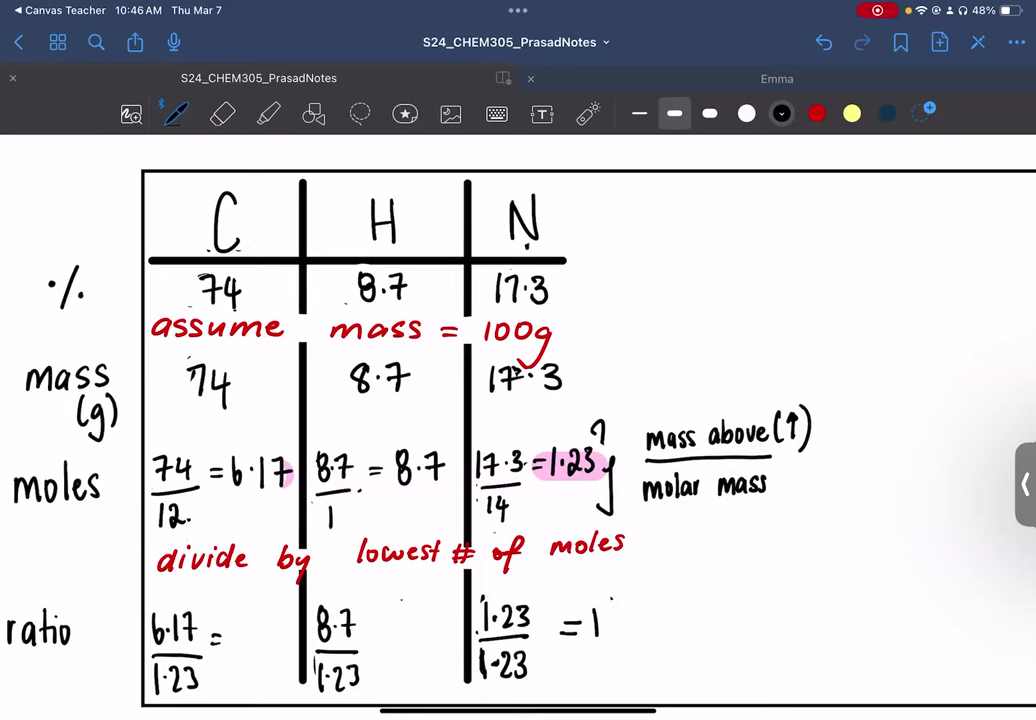 Canvas Teacher 10:46 AM Thu Mar 7 48%
S24_CHEM305_PrasadNotes
S24_CHEM305_PrasadNotes Emma
C H N
% 74 8.7 17.3
assume mass = 100g
mass (g) 74 8.7 17.3
moles 74/12 = 6.17 8.7/1 = 8.7 17.3/14 = 1.23 mass above (↑)/molar mass
divide by lowest # of moles
ratio 6.17/1.23 = 8.7/1.23 1.23/1.23 = 1